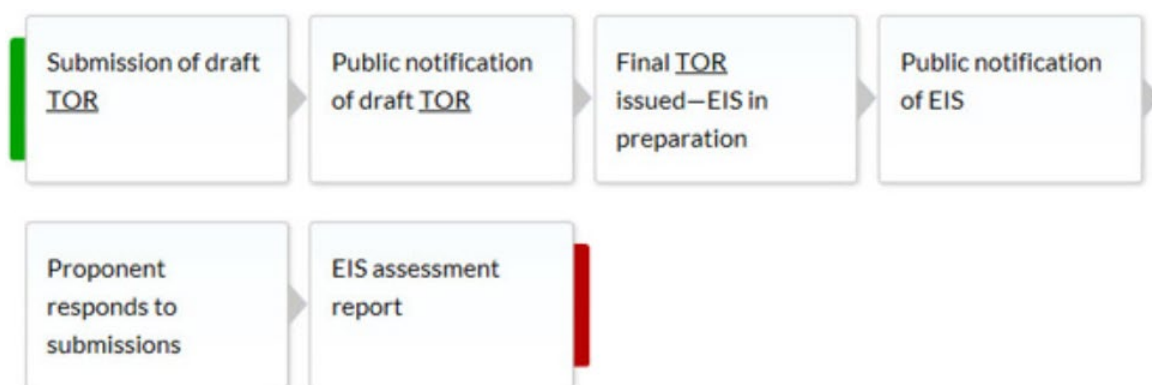 Submission of draft
TOR
Public notification
of draft TOR
Final TOR
issued—EIS in
preparation
Public notification
of EIS
Proponent
responds to
submissions
EIS assessment
report